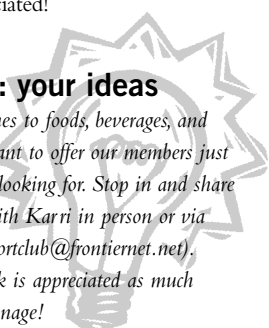 ciated!
: your ideas
nes to foods, beverages, and
ant to offer our members just
looking for. Stop in and share
ith Karri in person or via
ortclub@frontiernet.net).
k is appreciated as much
nage!